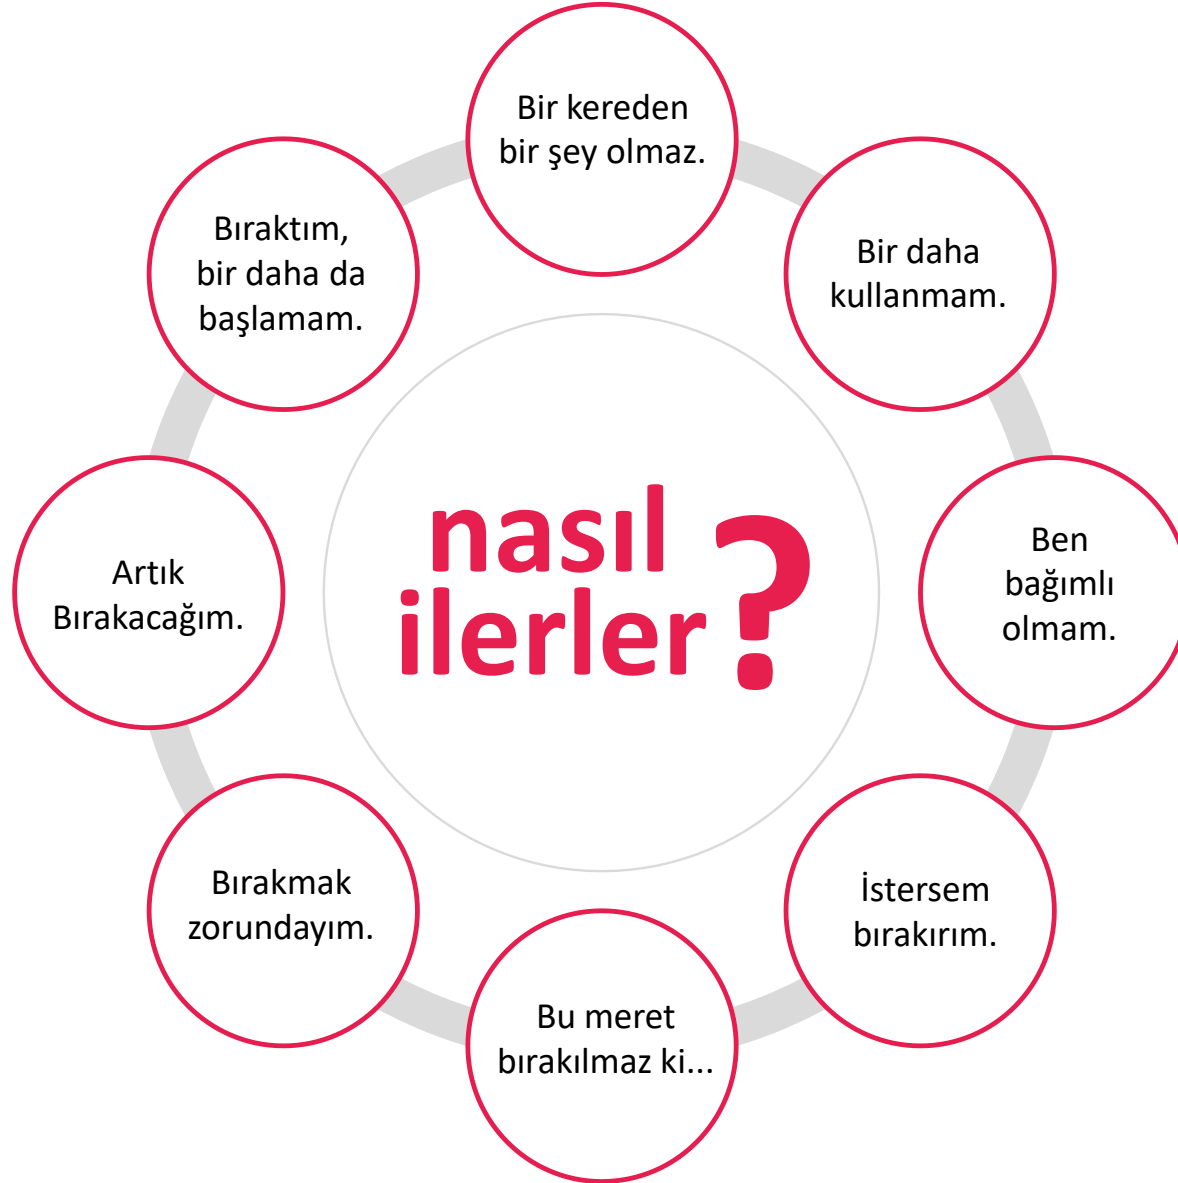 Bir kereden
bir şey olmaz.
Bir daha
kullanmam.
Ben
bağımlı
olmam.
İstersem
bırakırım.
Bu meret
bırakılmaz ki...
Bırakmak
zorundayım.
Artık
Bırakacağım.
Bıraktım,
bir daha da
başlamam.
nasıl
ilerler?